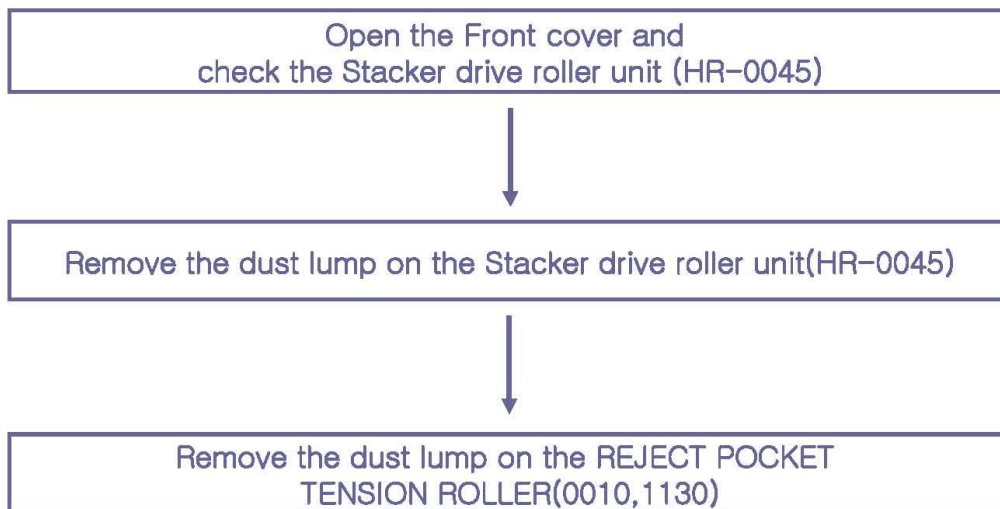 Open the Front cover and
check the Stacker drive roller unit (HR-0045)
Remove the dust lump on the Stacker drive roller unit(HR-0045)
Remove the dust lump on the REJECT POCKET
TENSION ROLLER(0010,1130)